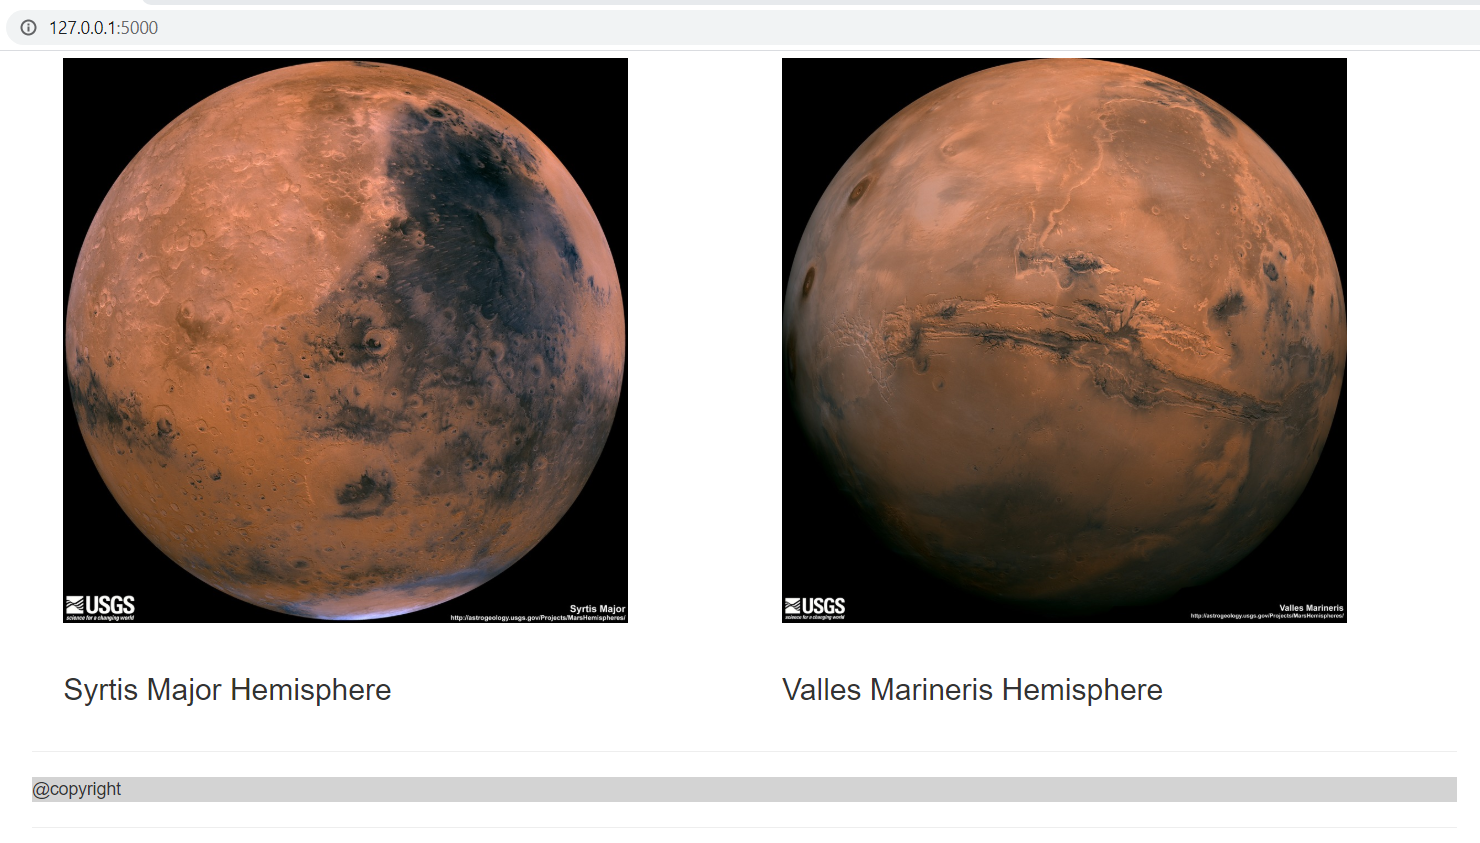 127.0.0.1:5000
USGS
science for a changing world
Syrtis Major
http://astrogeology.usgs.gov/Projects/MarsHemispheres/
USGS
science for a changing world
Valles Marineris
http://astrogeology.usgs.gov/Projects/MarsHemispheres/
Syrtis Major Hemisphere
Valles Marineris Hemisphere
@copyright